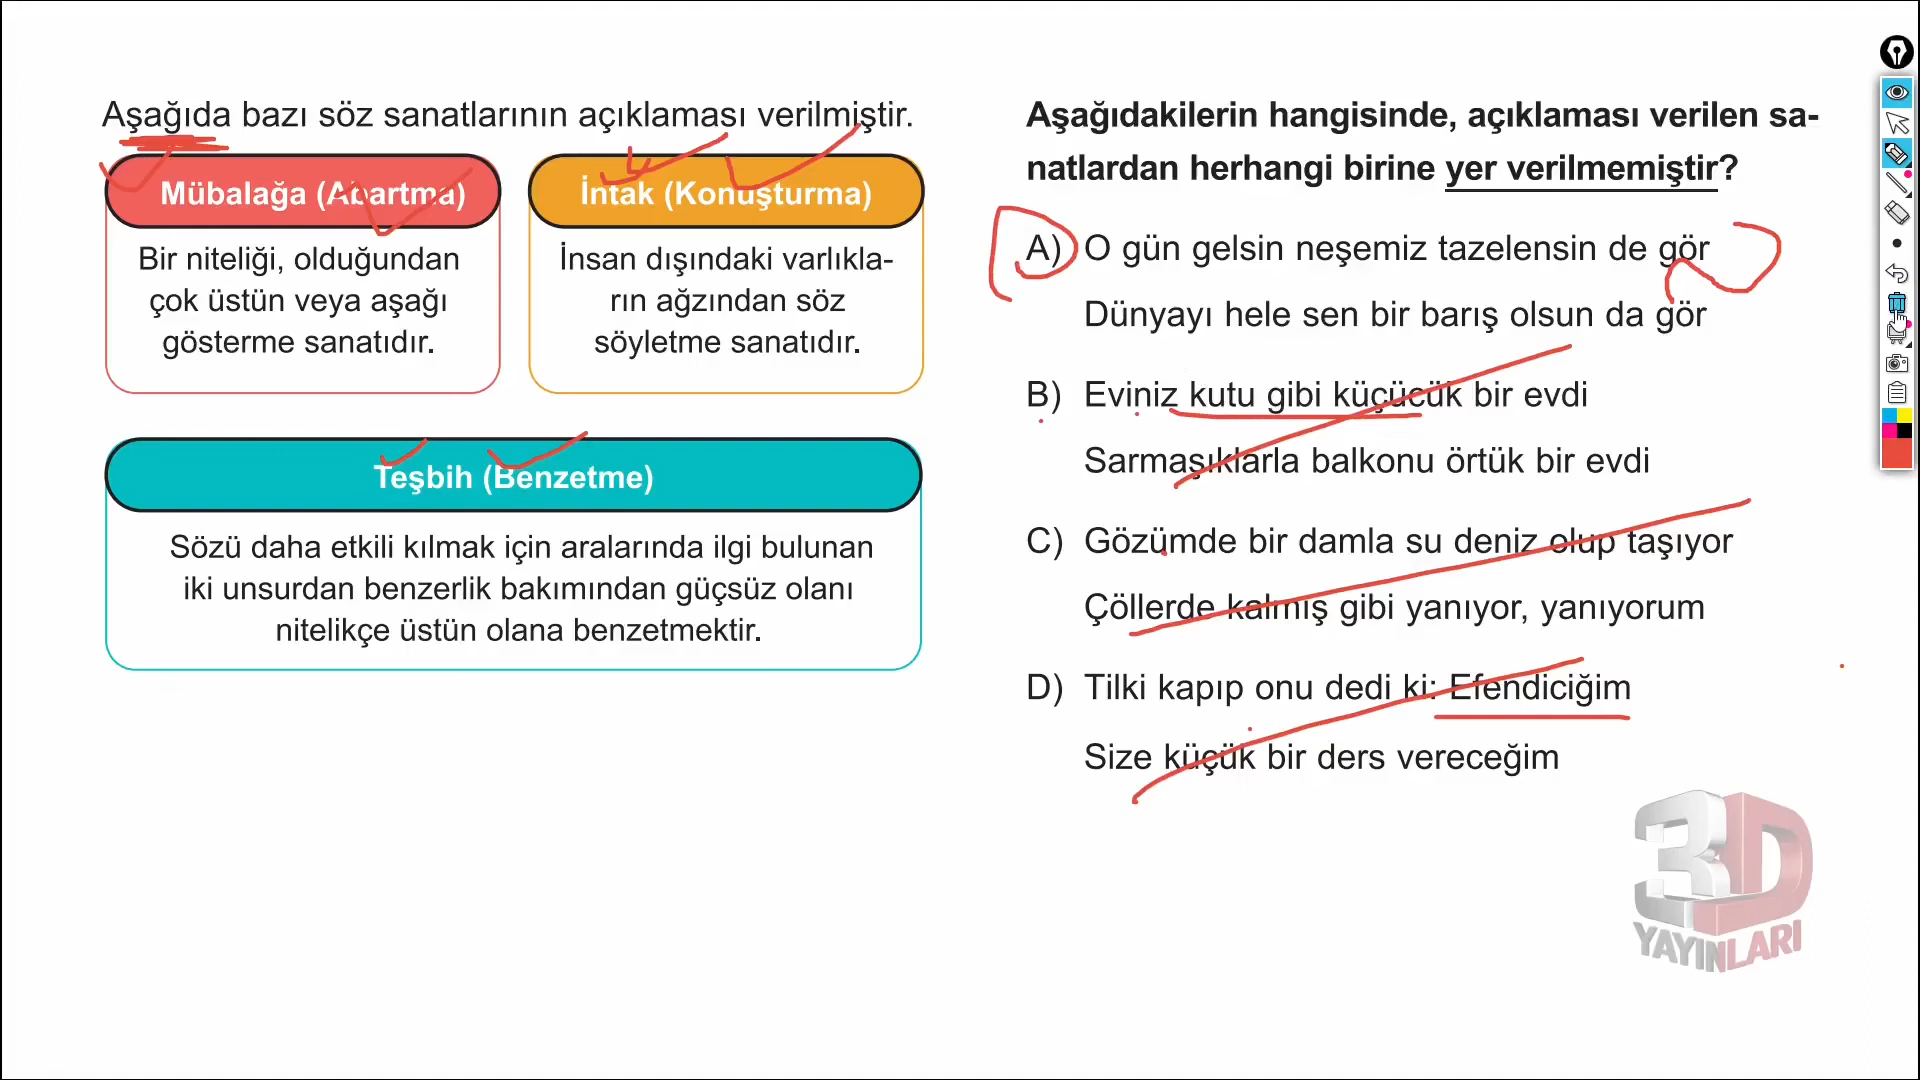 Aşağıda bazı söz sanatlarının açıklaması verilmiştir.
Mübalağa (Abartma)
Bir niteliği, olduğundan
çok üstün veya aşağı
gösterme sanatıdır.
İntak (Konuşturma)
İnsan dışındaki varlıkla-
rın ağzından söz
söyletme sanatıdır.
Teşbih (Benzetme)
Sözü daha etkili kılmak için aralarında ilgi bulunan
iki unsurdan benzerlik bakımından güçsüz olanı
nitelikçe üstün olana benzetmektir.
Aşağıdakilerin hangisinde, açıklaması verilen sa-
natlardan herhangi birine yer verilmemiştir?
A) O gün gelsin neşemiz tazelensin de gör
Dünyayı hele sen bir barış olsun da gör
B) Eviniz kutu gibi küçücük bir evdi
Sarmaşıklarla balkonu örtük bir evdi
C) Gözümde bir damla su deniz olup taşıyor
Çöllerde kalmış gibi yanıyor, yanıyorum
D) Tilki kapıp onu dedi ki: Efendiciğim
Size küçük bir ders vereceğim
3D
YAYINLARI